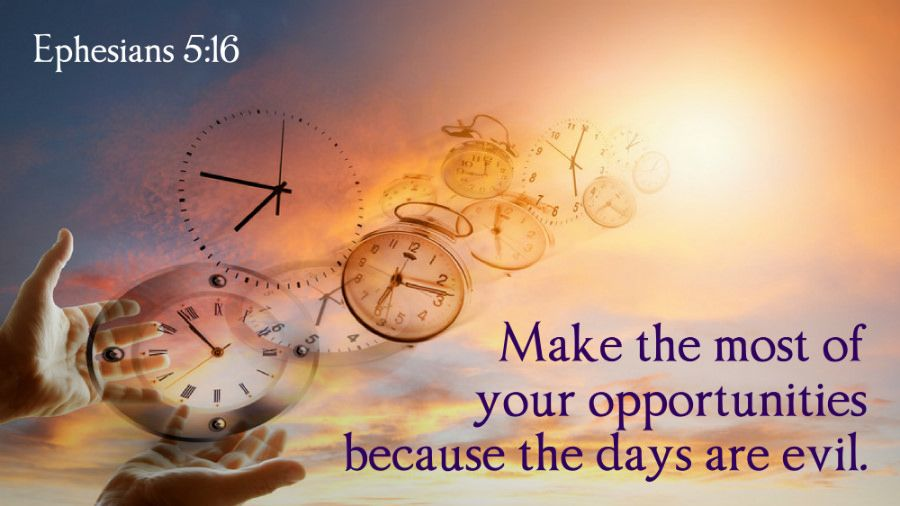 Ephesians 5:16
Make the most of
your opportunities
because the days are evil.